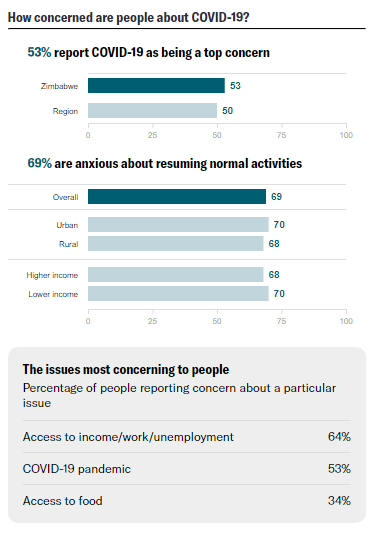 How concerned are people about COVID-19?
53% report COVID-19 as being a top concern
Zimbabwe 53
Region 50
0 25 50 75 100
69% are anxious about resuming normal activities
Overall 69
Urban 70
Rural 68
Higher income 68
Lower income 70
0 25 50 75 100
The issues most concerning to people
Percentage of people reporting concern about a particular
issue
Access to income/work/unemployment 64%
COVID-19 pandemic 53%
Access to food 34%